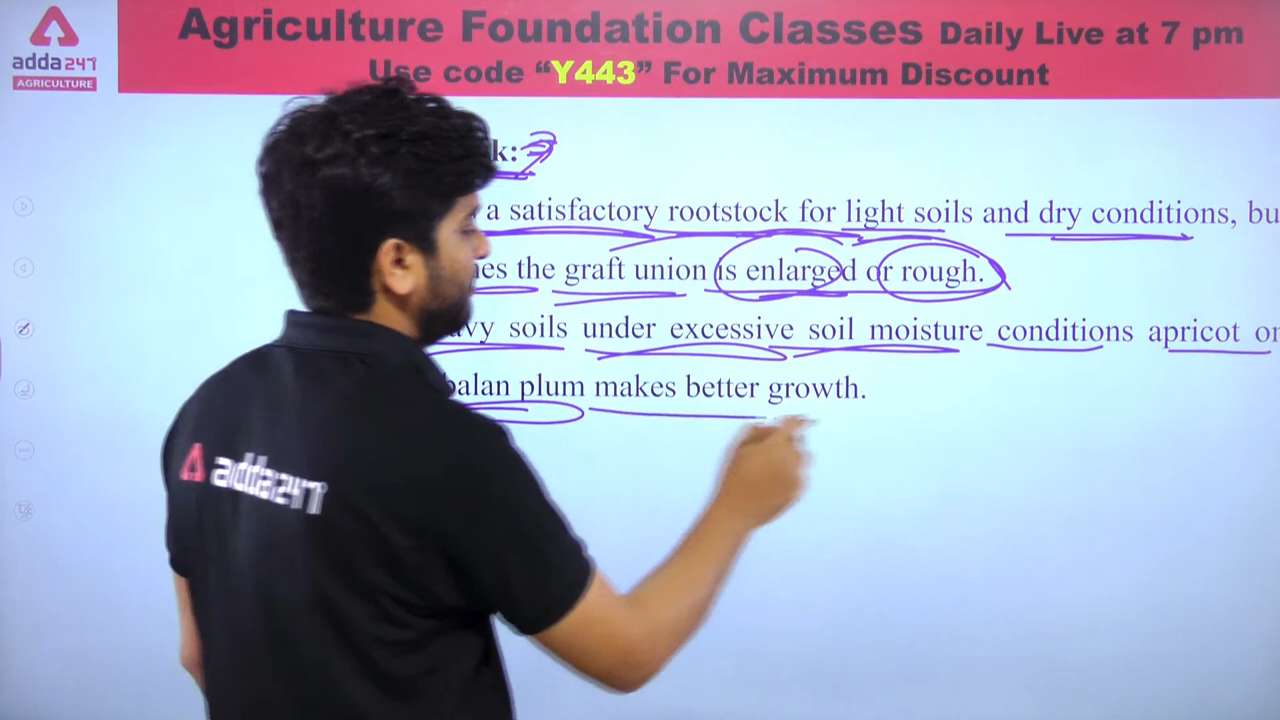 Agriculture Foundation Classes Daily Live at 7 pm
Use code “Y443” For Maximum Discount
adda247
AGRICULTURE
k:
a satisfactory rootstock for light soils and dry conditions, bu
es the graft union is enlarged or rough.
avy soils under excessive soil moisture conditions apricot or
balan plum makes better growth.
adda247